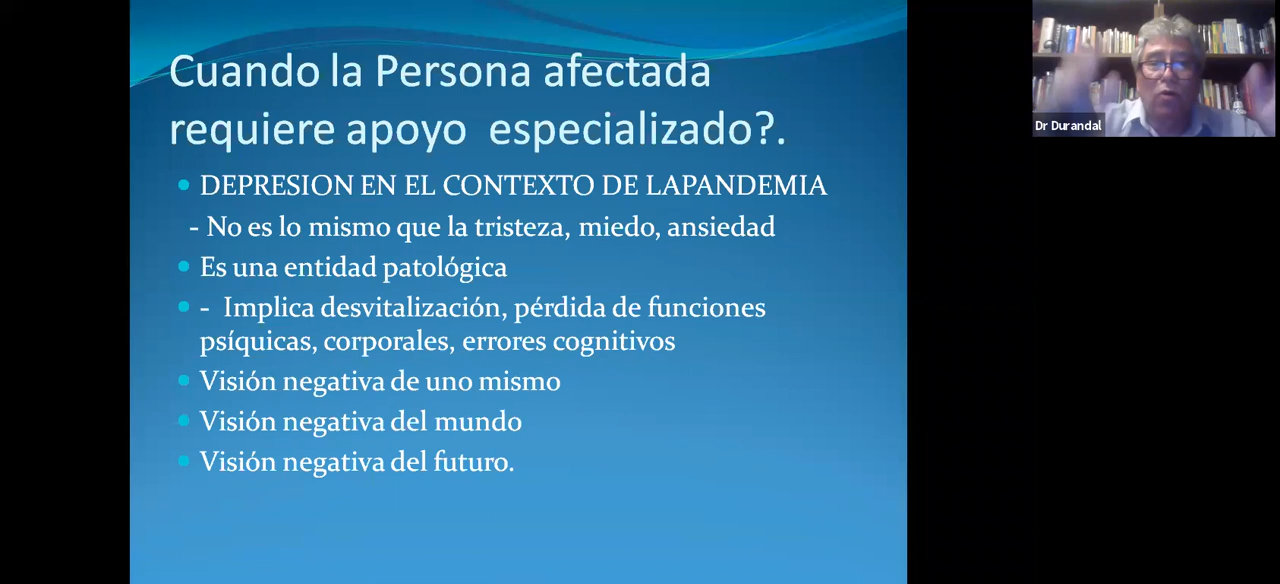 Cuando la Persona afectada
requiere apoyo especializado?.
DEPRESION EN EL CONTEXTO DE LAPANDEMIA
- No es lo mismo que la tristeza, miedo, ansiedad
Es una entidad patológica
- Implica desvitalización, pérdida de funciones
psíquicas, corporales, errores cognitivos
Visión negativa de uno mismo
Visión negativa del mundo
Visión negativa del futuro.
Dr Durandal